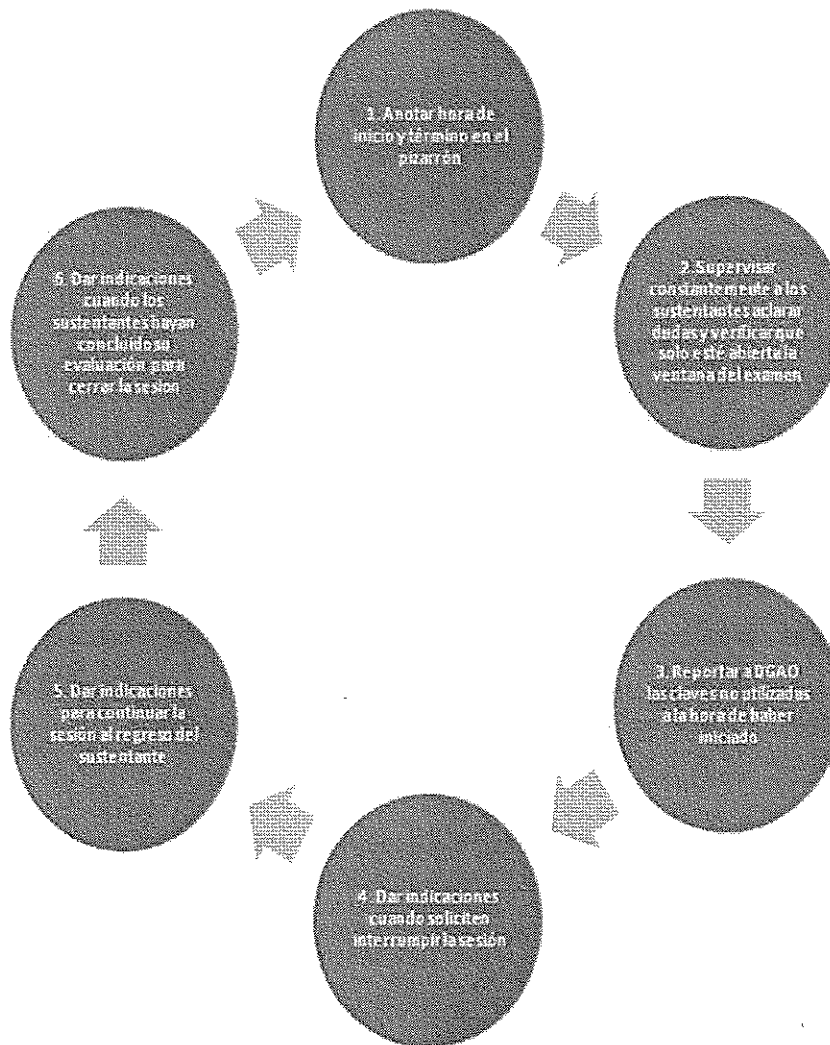 1. Anotar hora de
inicio y término en el
pizarrón
2. Supervisar
constantemente a los
sustentantes aclarar
dudas y verificar que
solo este abierta la
ventana del examen
3. Reportar a DGAO
las claves no utilizadas
a la hora de haber
iniciado
4. Dar indicaciones
cuando soliciten
interrumpir la sesión
5. Dar indicaciones
para continuar la
sesión al regreso del
sustentante
6. Dar indicaciones
cuando los
sustentantes hayan
concluido su
evaluación para
cerrar la sesion